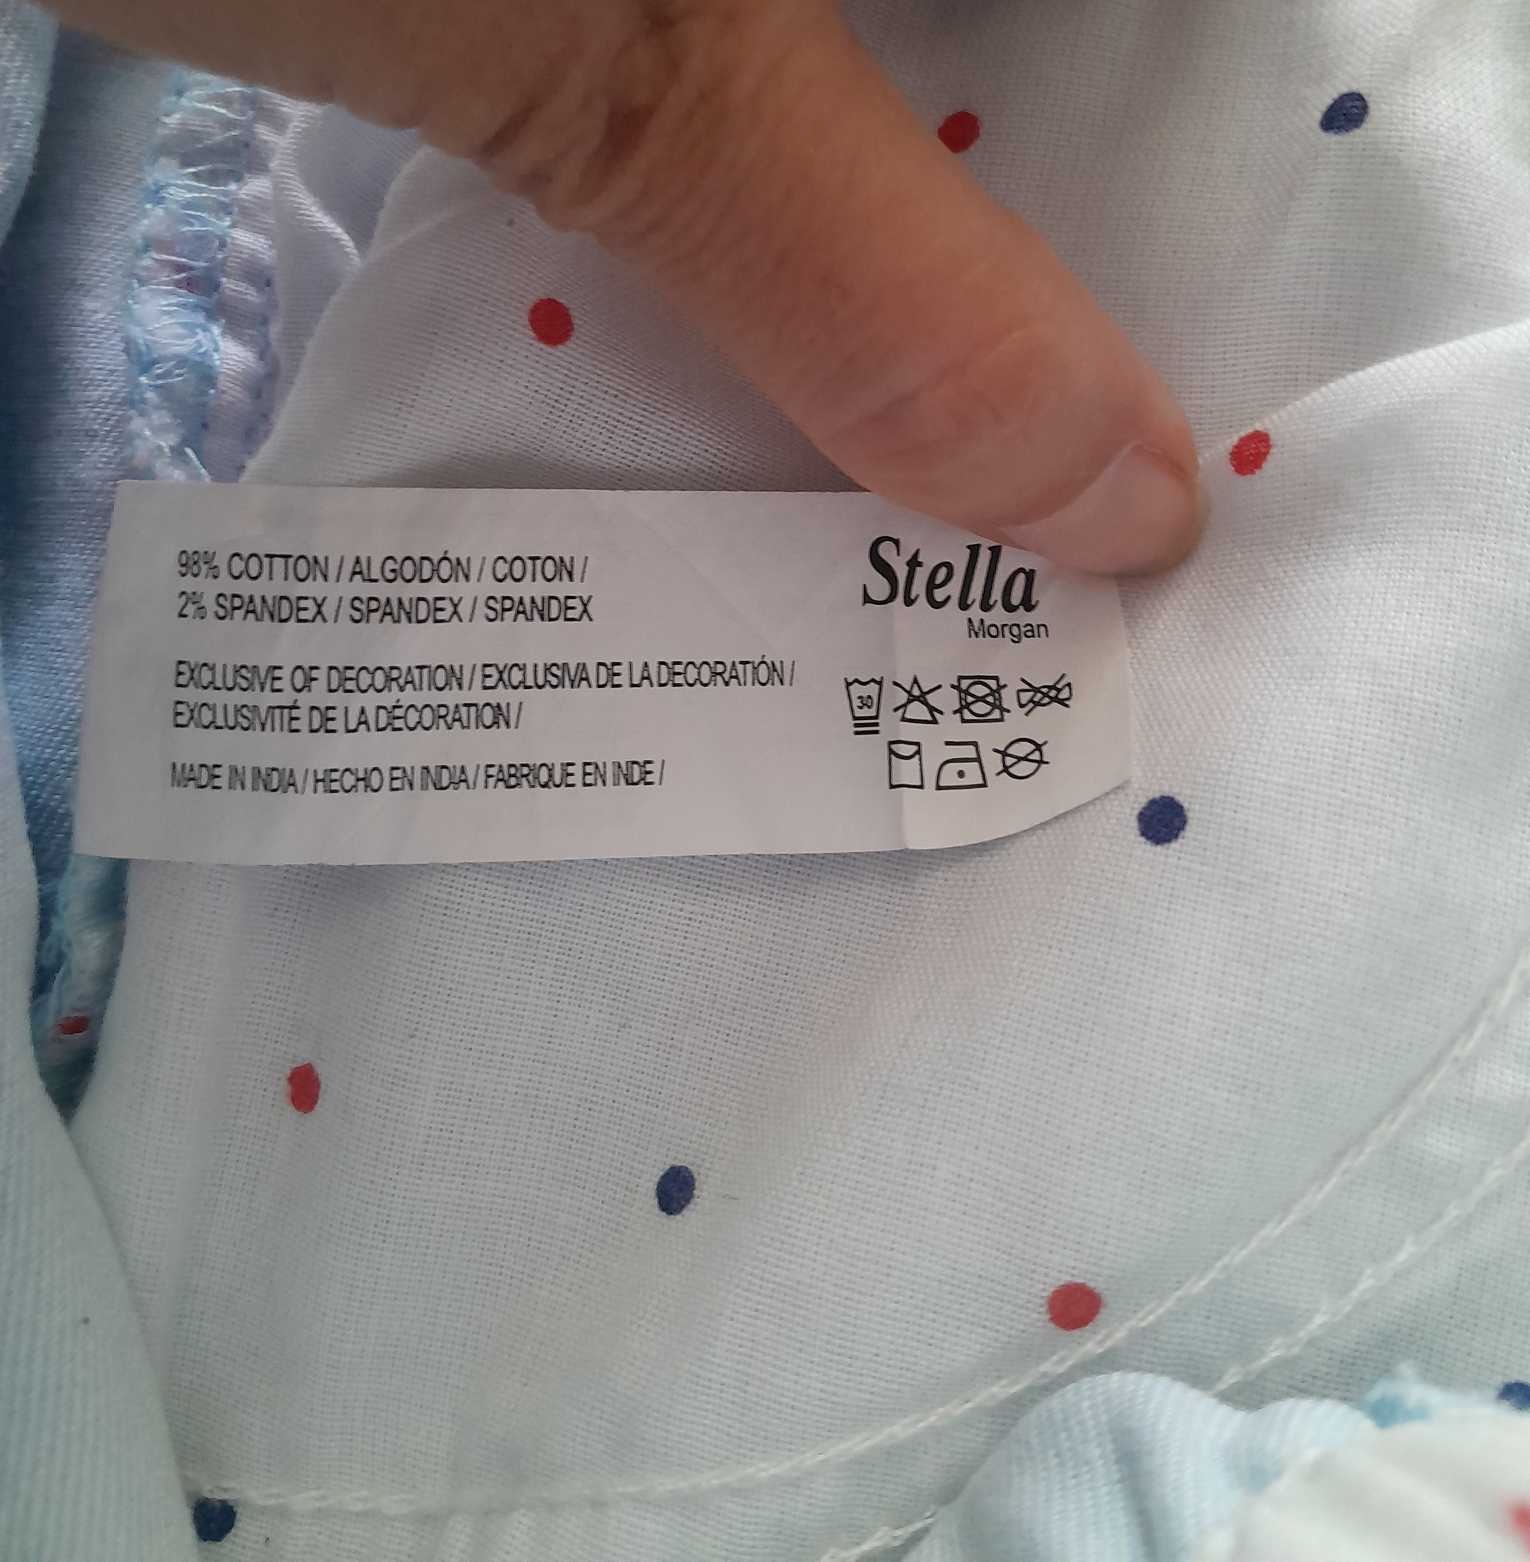 98% COTTON / ALGODÓN / COTON /
2% SPANDEX / SPANDEX / SPANDEX
EXCLUSIVE OF DECORATION / EXCLUSIVA DE LA DECORATIÓN /
EXCLUSIVITÉ DE LA DÉCORATION /
MADE IN INDIA / HECHO EN INDIA / FABRIQUE EN INDE /
Stella
Morgan
30